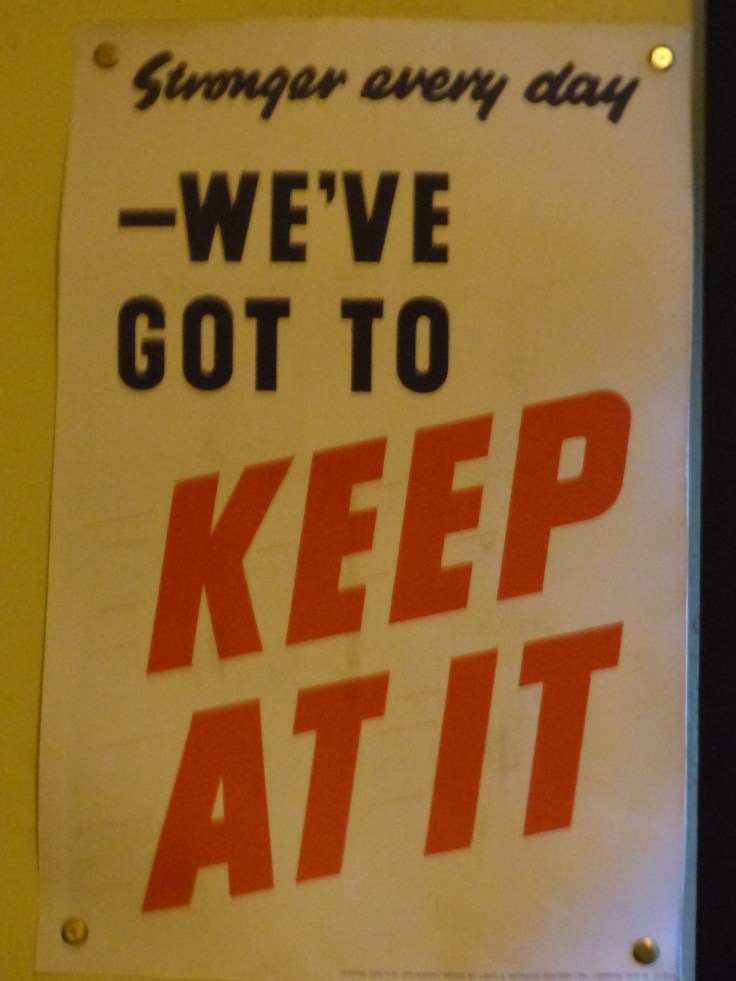 Stronger every day
—WE'VE
GOT TO
KEEP
AT IT